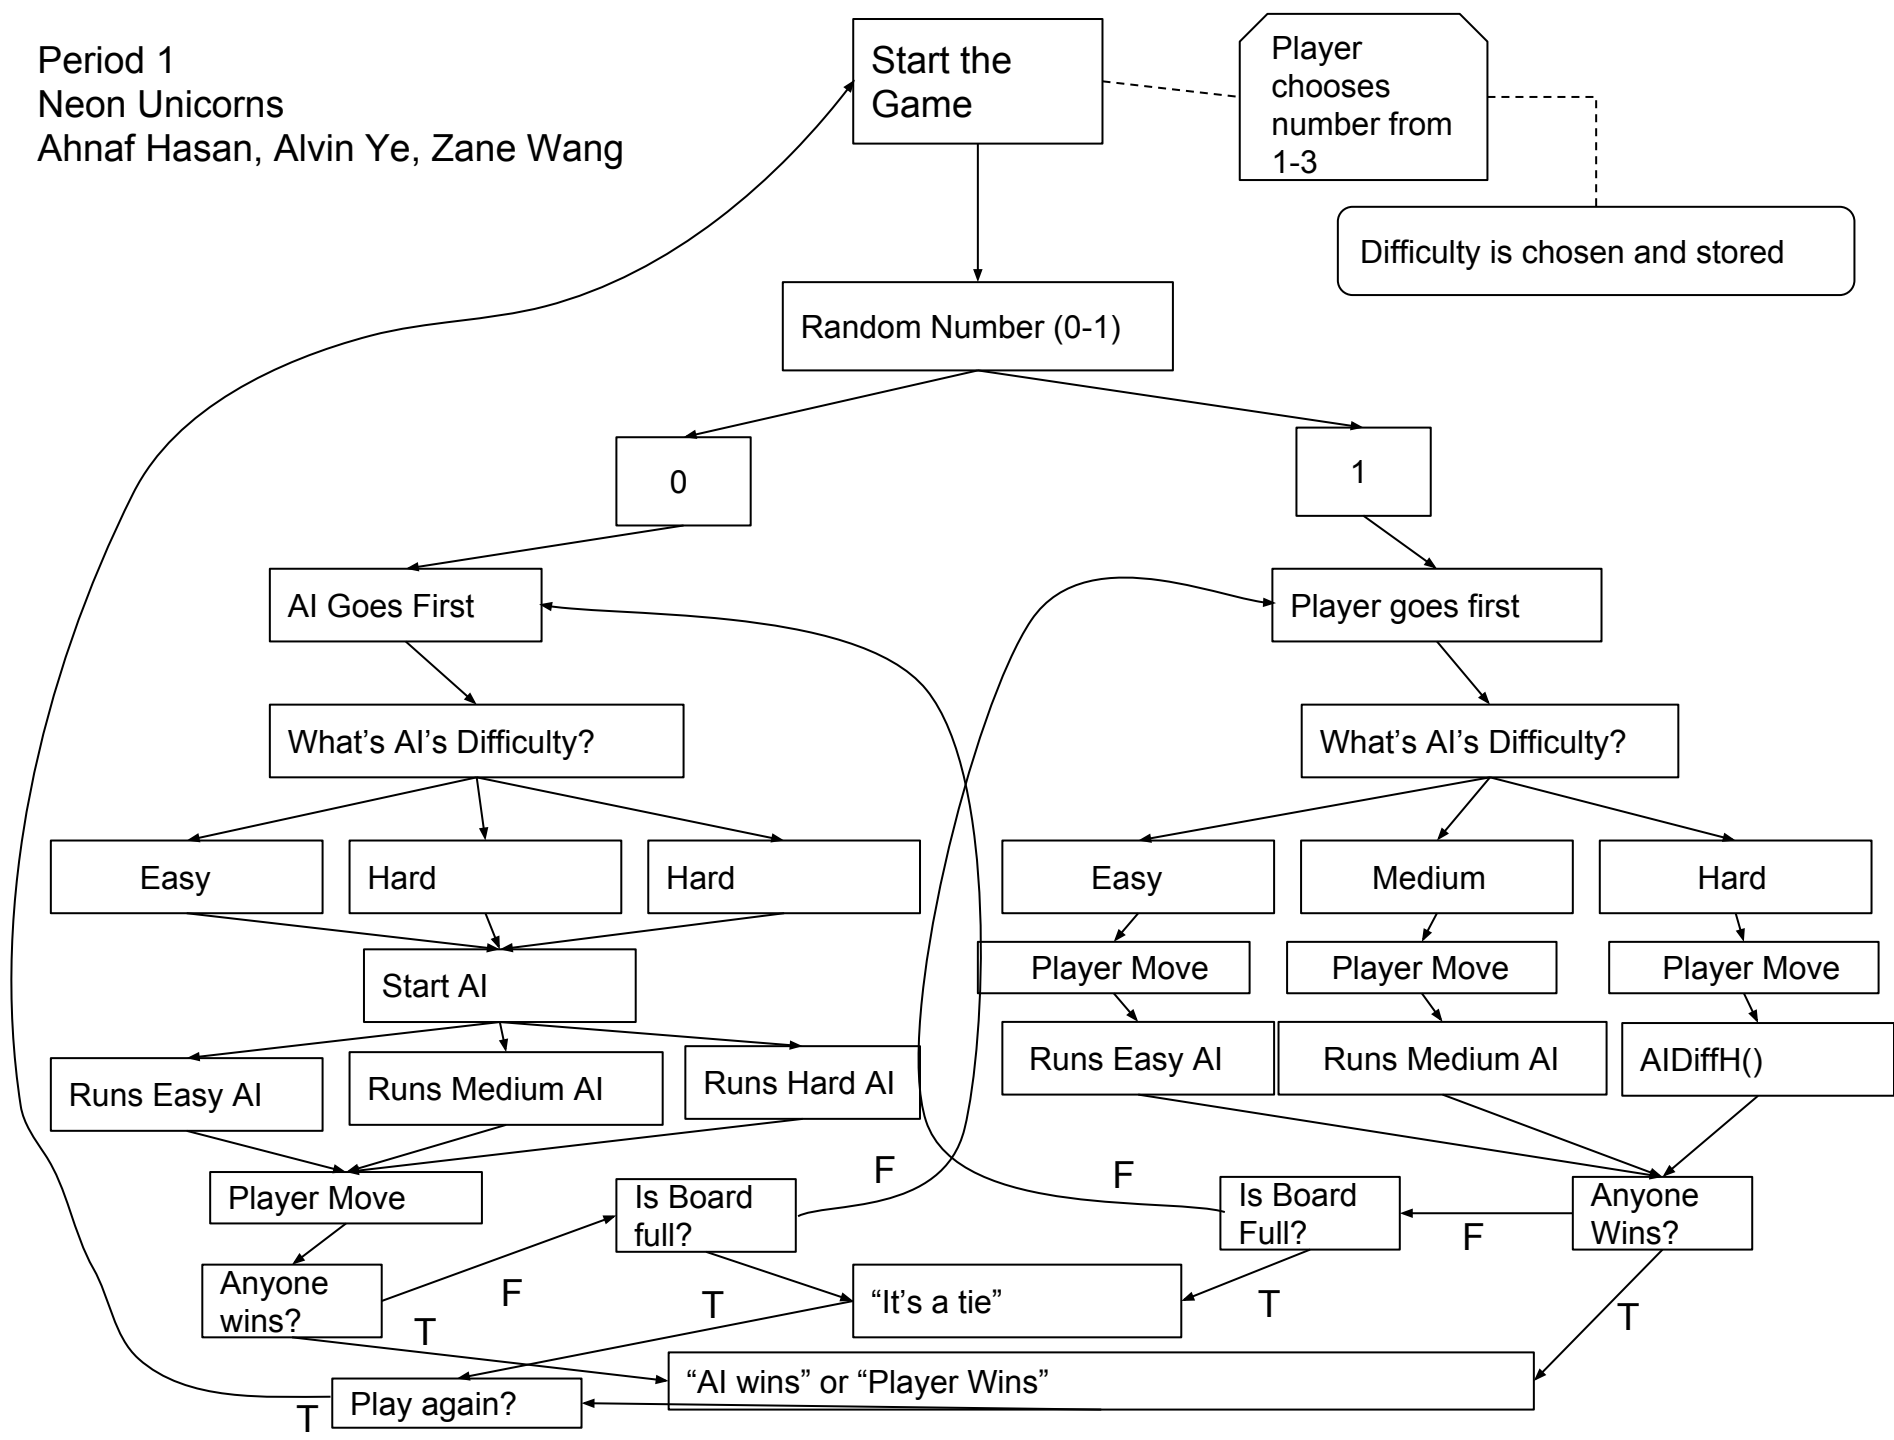 Period 1
Neon Unicorns
Ahnaf Hasan, Alvin Ye, Zane Wang
Start the
Game
Player
chooses
number from
1-3
Difficulty is chosen and stored
Random Number (0-1)
0
1
AI Goes First
Player goes first
What’s AI’s Difficulty?
What’s AI’s Difficulty?
Easy
Hard
Hard
Easy
Medium
Hard
Start AI
Player Move
Player Move
Player Move
Runs Easy AI
Runs Medium AI
Runs Hard AI
Runs Easy AI
Runs Medium AI
AIDiffH()
Player Move
Is Board
full?
F
F
Is Board
Full?
F
Anyone
Wins?
Anyone
wins?
F
T
T
“It’s a tie”
T
T
“AI wins” or “Player Wins”
Play again?
T